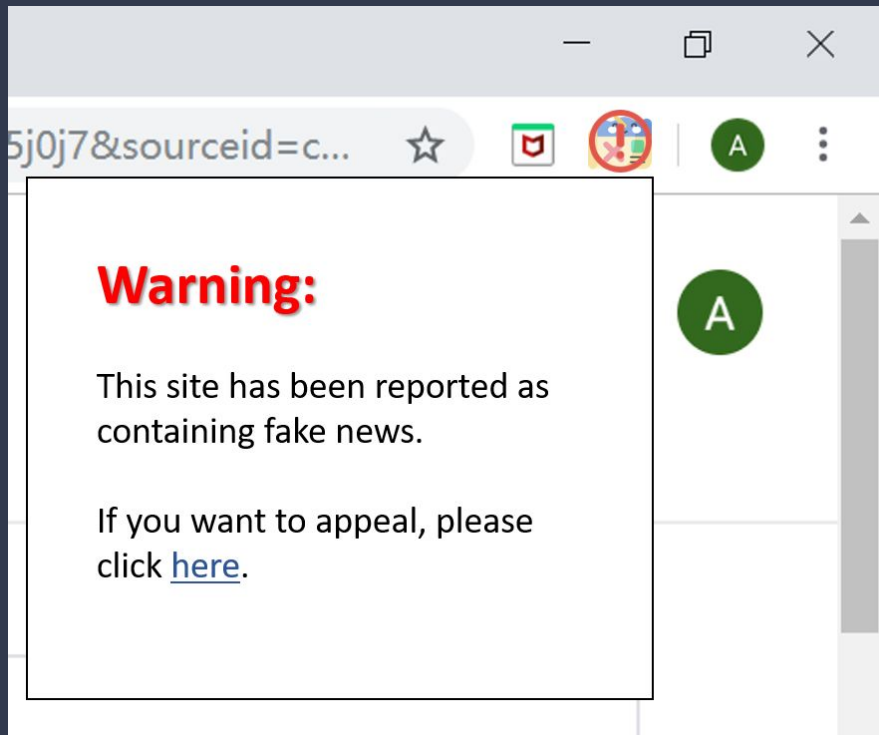 5j0j7&sourceid=c...
A
Warning:
A
This site has been reported as
containing fake news.
If you want to appeal, please
click here.